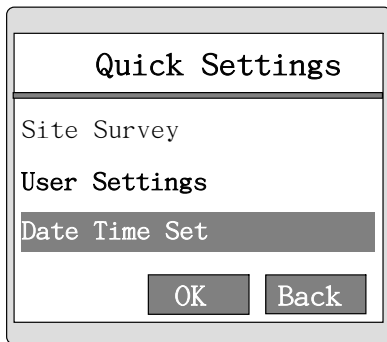 Quick Settings
Site Survey
User Settings
Date Time Set
OK Back